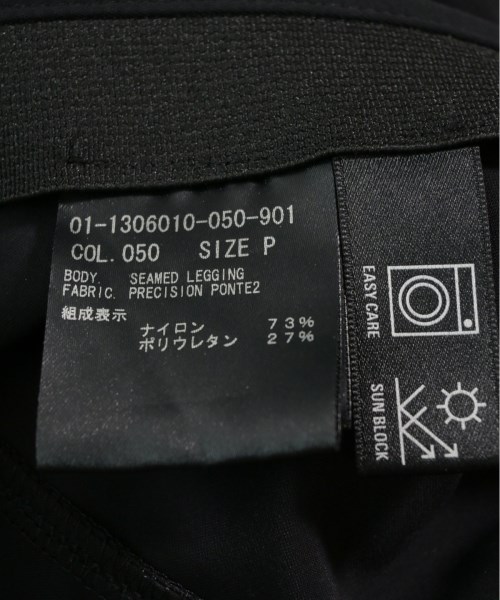 01-1306010-050-901
COL. 050 SIZE P
BODY. SEAMED LEGGING
FABRIC. PRECISION PONTE2
組成表示
ナイロン 73%
ポリウレタン 27%
EASY CARE
SUN BLOCK